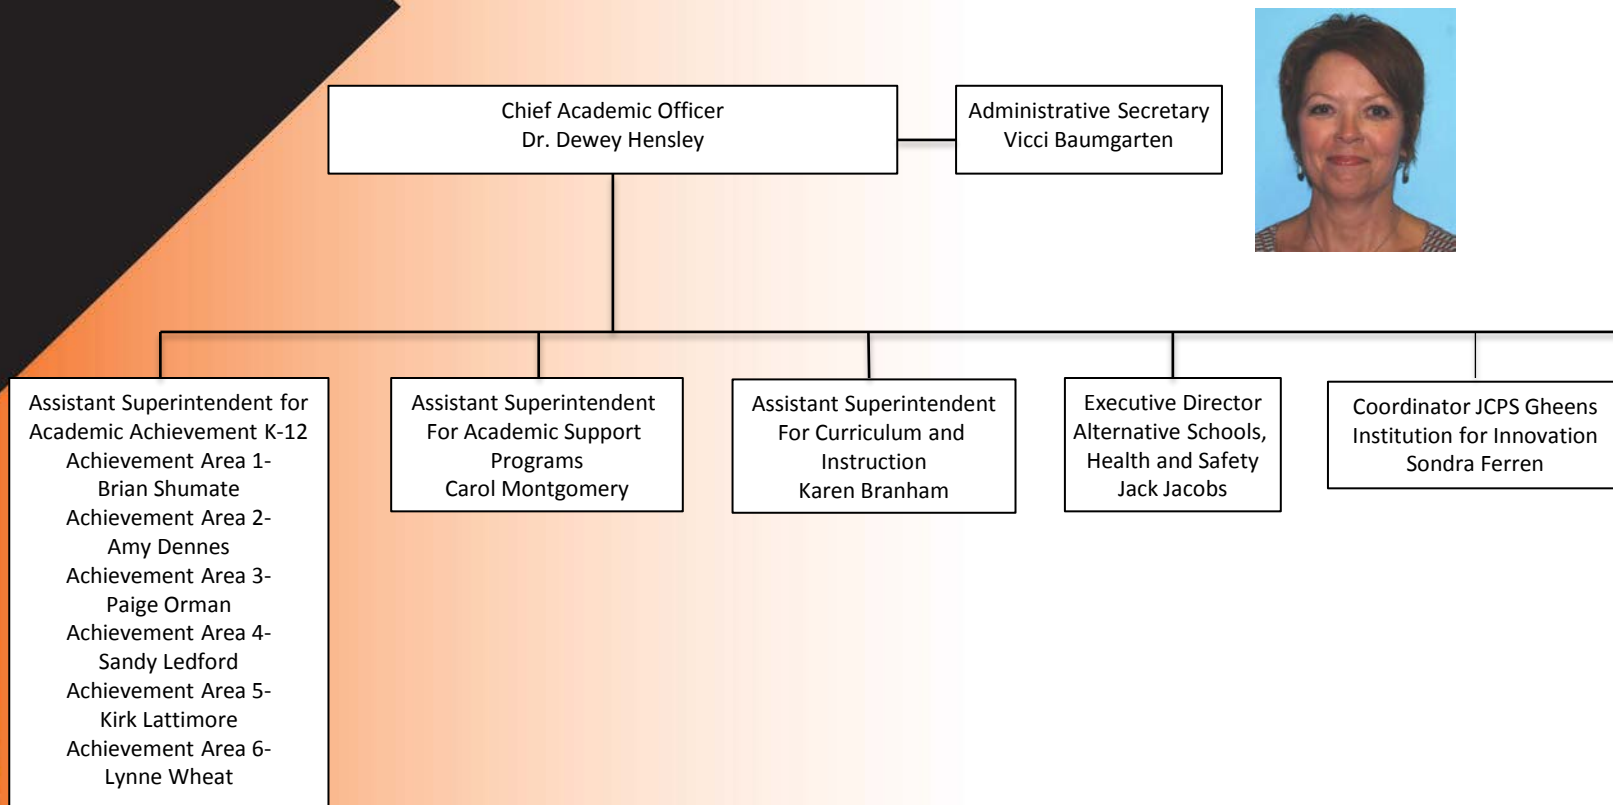 Chief Academic Officer
Dr. Dewey Hensley
Administrative Secretary
Vicci Baumgarten
Assistant Superintendent for
Academic Achievement K-12
Achievement Area 1-
Brian Shumate
Achievement Area 2-
Amy Dennes
Achievement Area 3-
Paige Orman
Achievement Area 4-
Sandy Ledford
Achievement Area 5-
Kirk Lattimore
Achievement Area 6-
Lynne Wheat
Assistant Superintendent
For Academic Support
Programs
Carol Montgomery
Assistant Superintendent
For Curriculum and
Instruction
Karen Branham
Executive Director
Alternative Schools,
Health and Safety
Jack Jacobs
Coordinator JCPS Gheens
Institution for Innovation
Sondra Ferren